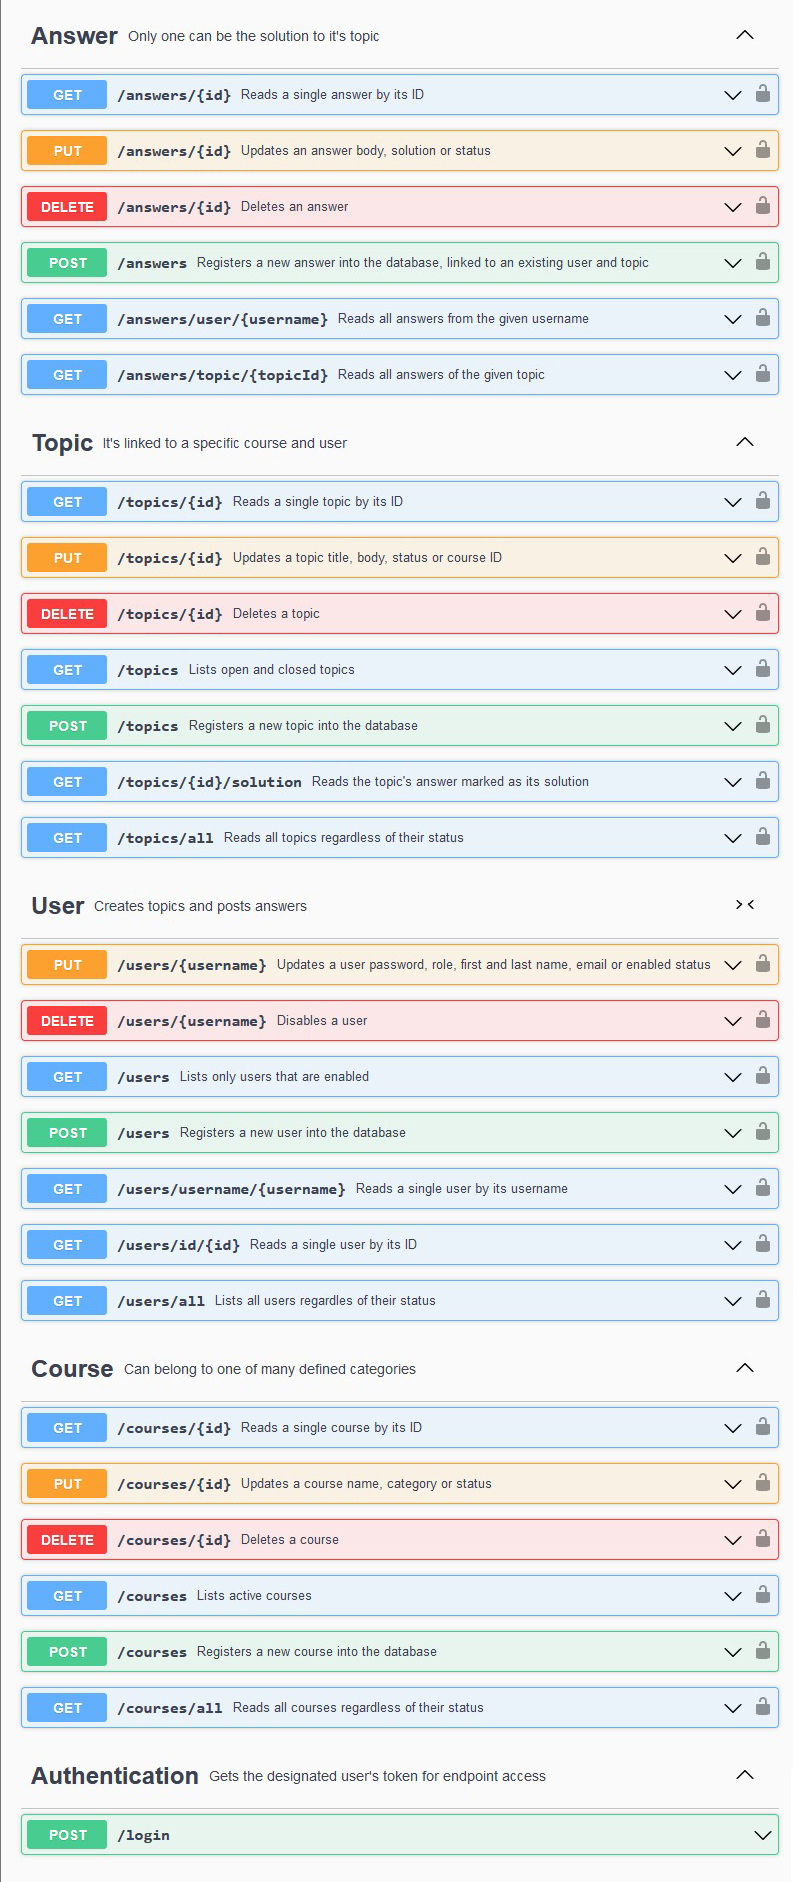 Answer Only one can be the solution to it's topic
GET /answers/{id} Reads a single answer by its ID
PUT /answers/{id} Updates an answer body, solution or status
DELETE /answers/{id} Deletes an answer
POST /answers Registers a new answer into the database, linked to an existing user and topic
GET /answers/user/{username} Reads all answers from the given username
GET /answers/topic/{topicId} Reads all answers of the given topic
Topic It's linked to a specific course and user
GET /topics/{id} Reads a single topic by its ID
PUT /topics/{id} Updates a topic title, body, status or course ID
DELETE /topics/{id} Deletes a topic
GET /topics Lists open and closed topics
POST /topics Registers a new topic into the database
GET /topics/{id}/solution Reads the topic's answer marked as its solution
GET /topics/all Reads all topics regardless of their status
User Creates topics and posts answers
PUT /users/{username} Updates a user password, role, first and last name, email or enabled status
DELETE /users/{username} Disables a user
GET /users Lists only users that are enabled
POST /users Registers a new user into the database
GET /users/username/{username} Reads a single user by its username
GET /users/id/{id} Reads a single user by its ID
GET /users/all Lists all users regardles of their status
Course Can belong to one of many defined categories
GET /courses/{id} Reads a single course by its ID
PUT /courses/{id} Updates a course name, category or status
DELETE /courses/{id} Deletes a course
GET /courses Lists active courses
POST /courses Registers a new course into the database
GET /courses/all Reads all courses regardless of their status
Authentication Gets the designated user's token for endpoint access
POST /login